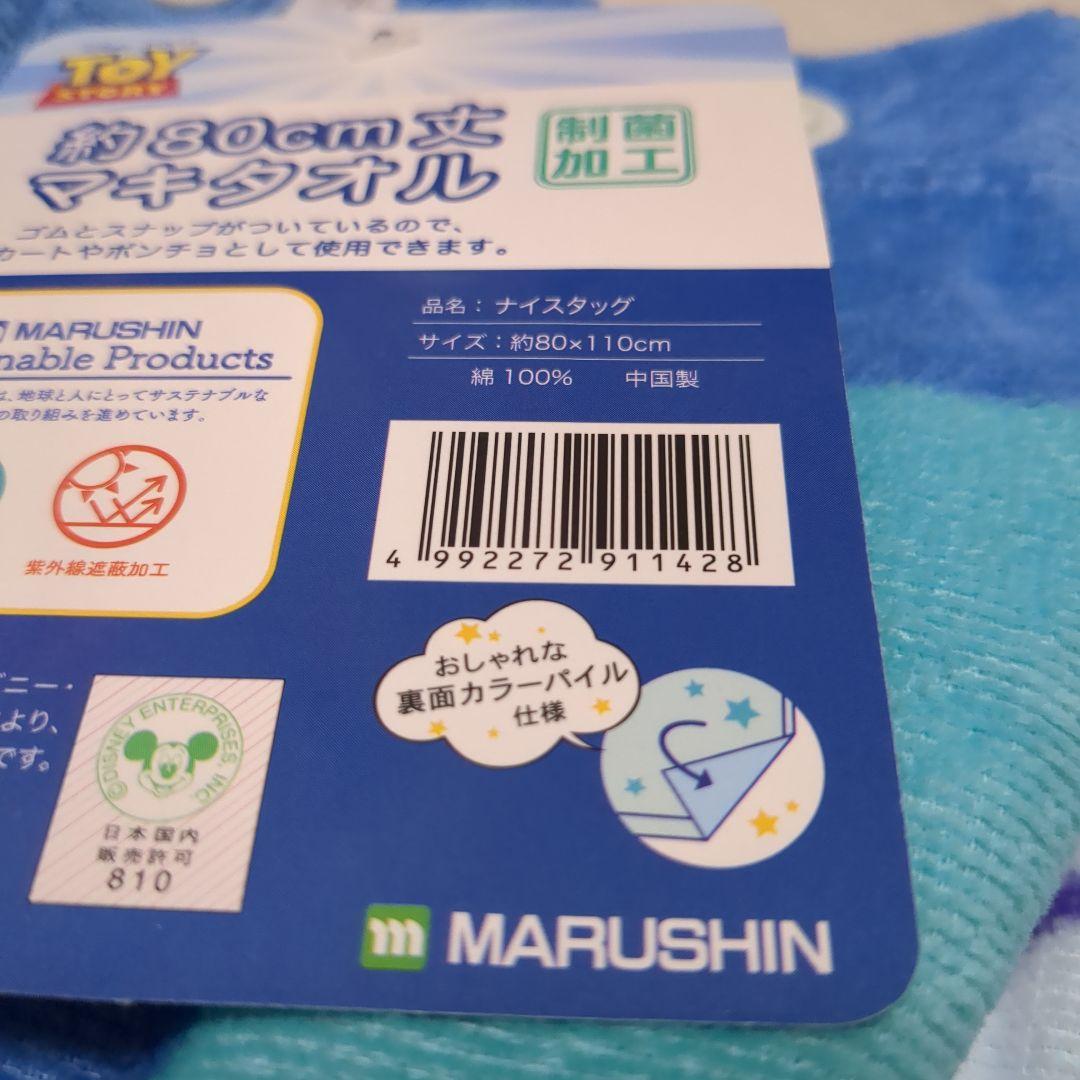 TOY
STORY
約80cm丈
マキタオル
制菌
加工
ゴムとスナップがついているので、
カートやポンチョとして使用できます。
MARUSHIN
nable Products
は、地球と人にとってサステナブルな
の取り組みを進めています。
紫外線遮蔽加工
品名：ナイスタッグ
サイズ：約80×110cm
綿 100% 中国製
4 992272 911428
おしゃれな
裏面カラーパイル
仕様
ズニー・
より、
です。
©DISNEY ENTERPRISES, INC.
日本国内
販売許可
810
m MARUSHIN